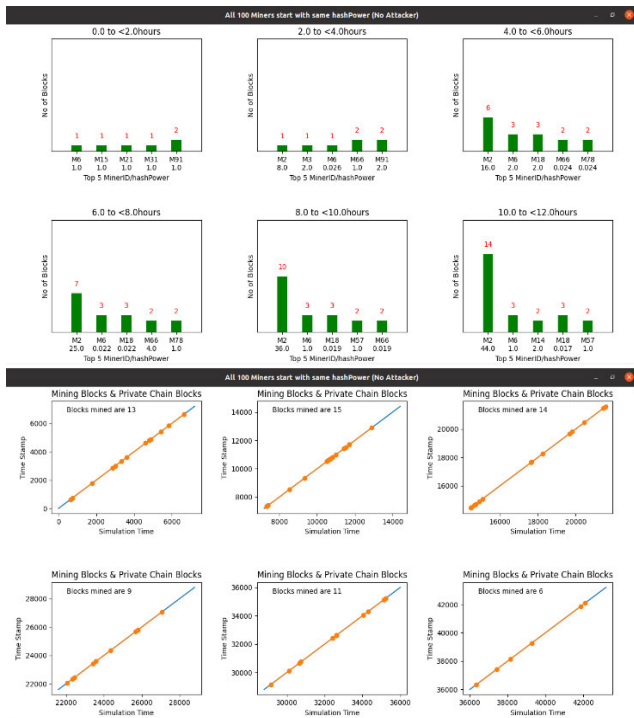 All 100 Miners start with same hashPower (No Attacker)
0.0 to <2.0hours
No of Blocks
1 1 1 1 2
M6 M15 M21 M31 M91
1.0 1.0 1.0 1.0 1.0
Top 5 MinerID/hashPower
2.0 to <4.0hours
No of Blocks
1 1 1 2 2
M2 M3 M6 M66 M91
8.0 2.0 0.026 1.0 2.0
Top 5 MinerID/hashPower
4.0 to <6.0hours
No of Blocks
6 3 3 2 2
M2 M6 M18 M66 M78
16.0 2.0 2.0 0.024 0.024
Top 5 MinerID/hashPower
6.0 to <8.0hours
No of Blocks
7 3 3 2 2
M2 M6 M18 M66 M78
25.0 0.022 0.022 4.0 1.0
Top 5 MinerID/hashPower
8.0 to <10.0hours
No of Blocks
10 3 3 2 2
M2 M6 M18 M57 M66
36.0 1.0 0.019 1.0 0.019
Top 5 MinerID/hashPower
10.0 to <12.0hours
No of Blocks
14 3 2 3 2
M2 M6 M14 M18 M57
44.0 1.0 2.0 0.017 1.0
Top 5 MinerID/hashPower
All 100 Miners start with same hashPower (No Attacker)
Mining Blocks & Private Chain Blocks
Blocks mined are 13
Time Stamp
6000
4000
2000
0
0 2000 4000 6000
Simulation Time
Mining Blocks & Private Chain Blocks
Blocks mined are 15
Time Stamp
14000
12000
10000
8000
8000 10000 12000 14000
Simulation Time
Mining Blocks & Private Chain Blocks
Blocks mined are 14
Time Stamp
20000
18000
16000
16000 18000 20000
Simulation Time
Mining Blocks & Private Chain Blocks
Blocks mined are 9
Time Stamp
28000
26000
24000
22000
22000 24000 26000 28000
Simulation Time
Mining Blocks & Private Chain Blocks
Blocks mined are 11
Time Stamp
36000
34000
32000
30000
30000 32000 34000 36000
Simulation Time
Mining Blocks & Private Chain Blocks
Blocks mined are 6
Time Stamp
42000
40000
38000
36000
36000 38000 40000 42000
Simulation Time